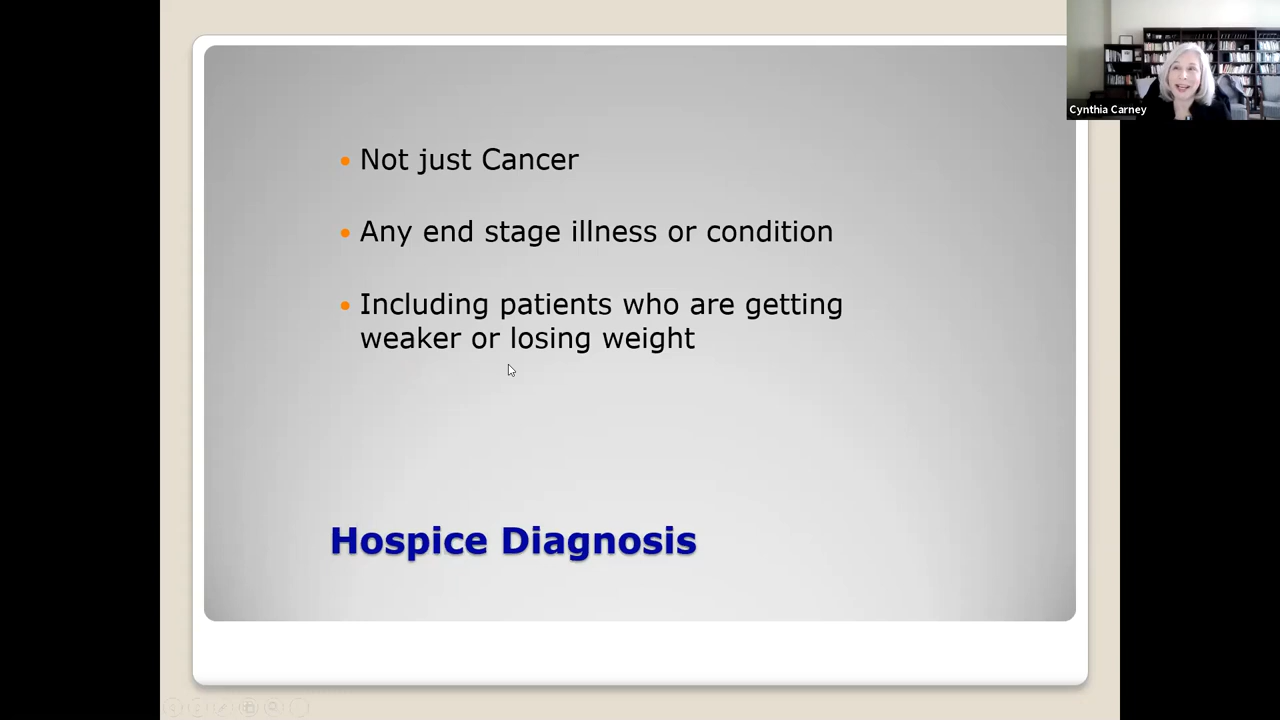 Cynthia Carney
Not just Cancer
Any end stage illness or condition
Including patients who are getting
weaker or losing weight
Hospice Diagnosis